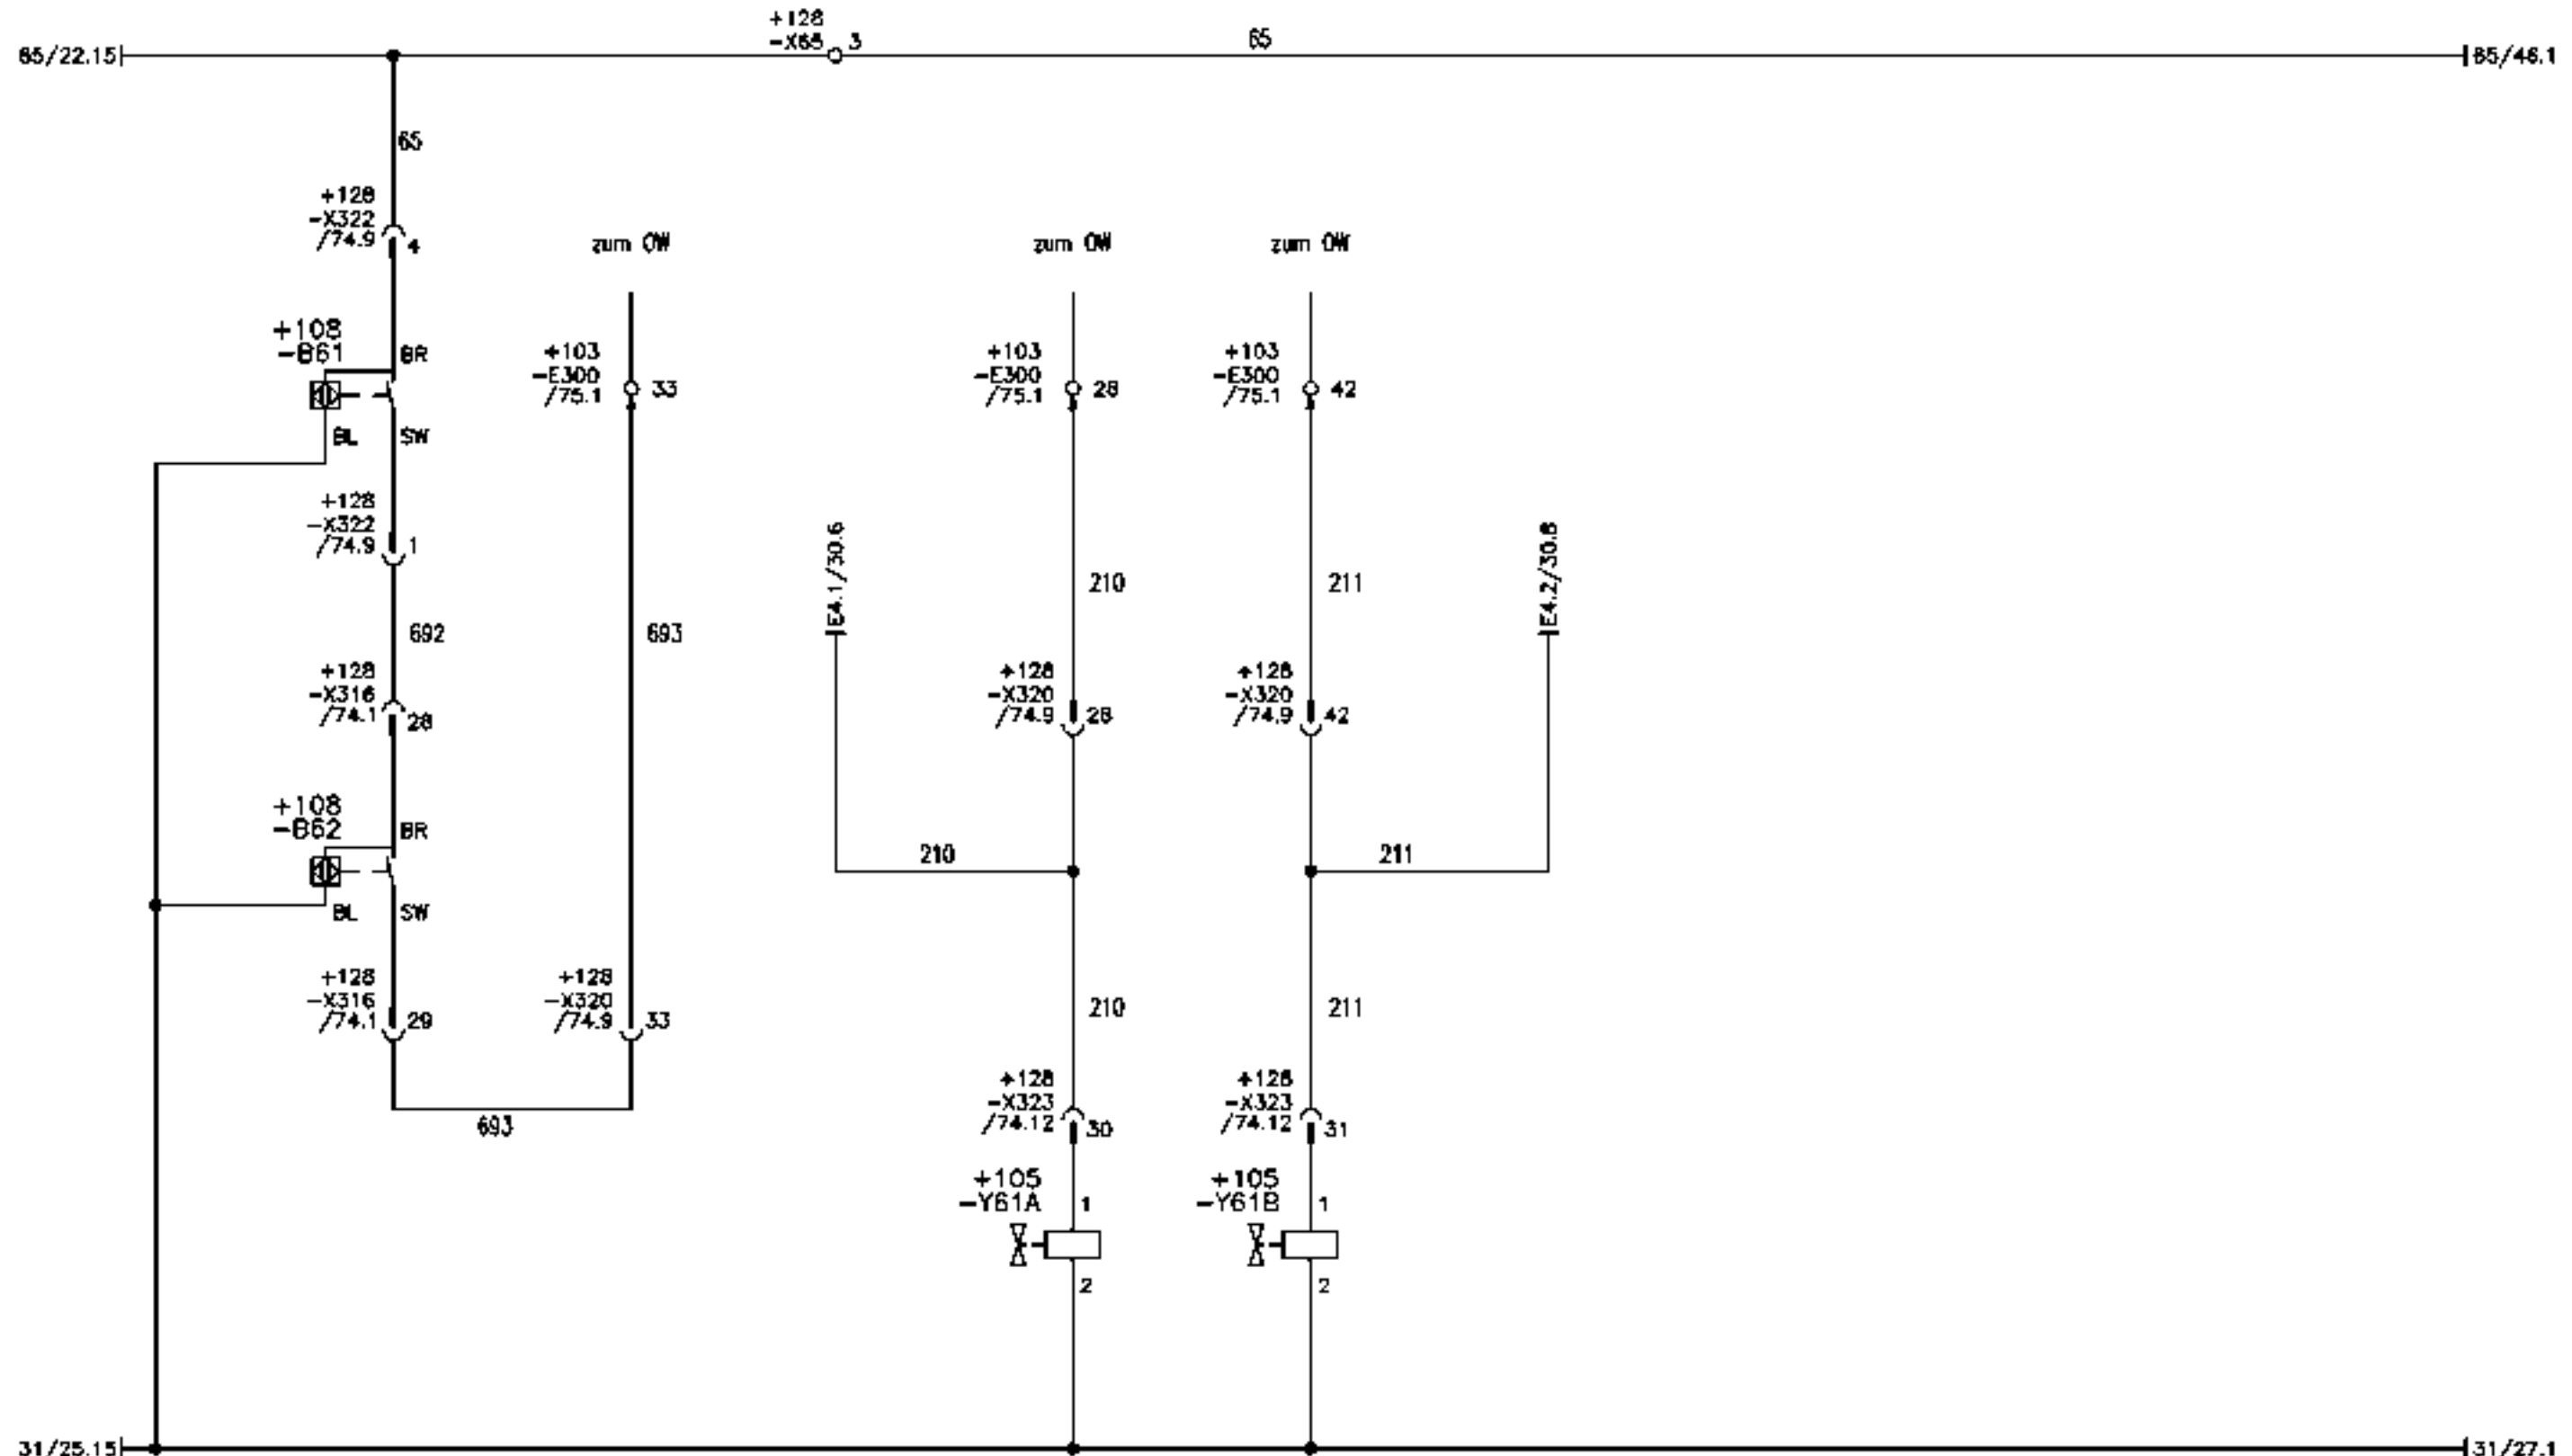 +128
-X65 3
65
65/22.15
65/46.1
65
+128
-X322
/74.9 4
zum OW
zum OW
zum OW
+108
-B61
BR
BL
SW
+103
-E300
/75.1
33
+103
-E300
/75.1
28
+103
-E300
/75.1
42
+128
-X322
/74.9
1
E4.1/30.6
E4.2/30.8
210
211
692
693
+128
-X316
/74.1
28
+128
-X320
/74.9
28
+128
-X320
/74.9
42
+108
-B62
BR
BL
SW
210
211
+128
-X316
/74.1
29
+128
-X320
/74.9
33
210
211
693
+128
-X323
/74.12
30
+128
-X323
/74.12
31
+105
-Y61A
1
2
+105
-Y61B
1
2
31/25.15
31/27.1